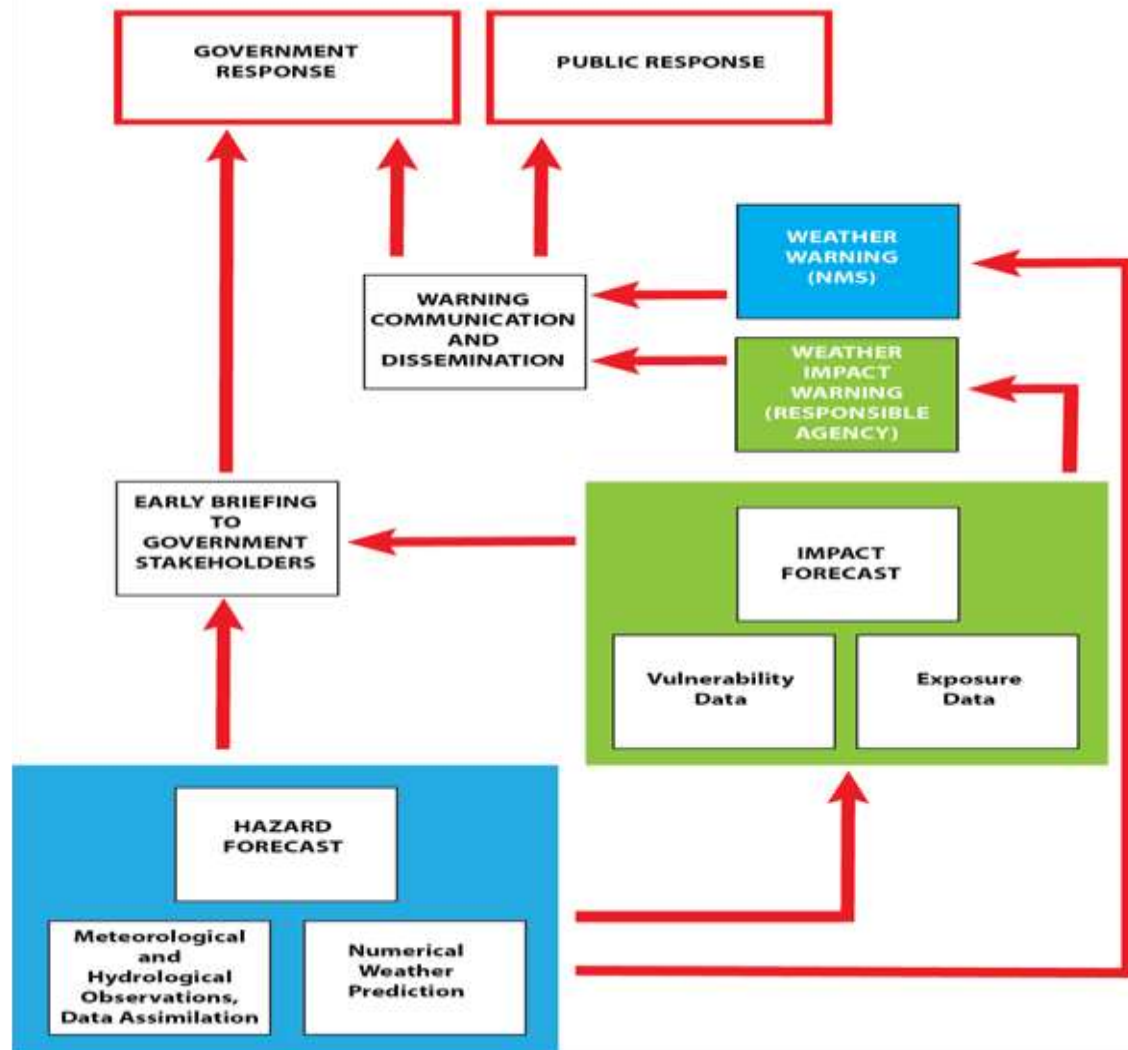 GOVERNMENT
RESPONSE
PUBLIC RESPONSE
WEATHER
WARNING
(NMS)
WARNING
COMMUNICATION
AND
DISSEMINATION
WEATHER
IMPACT
WARNING
(RESPONSIBLE
AGENCY)
EARLY BRIEFING
TO
GOVERNMENT
STAKEHOLDERS
IMPACT
FORECAST
Vulnerability
Data
Exposure
Data
HAZARD
FORECAST
Meteorological
and
Hydrological
Observations,
Data Assimilation
Numerical
Weather
Prediction